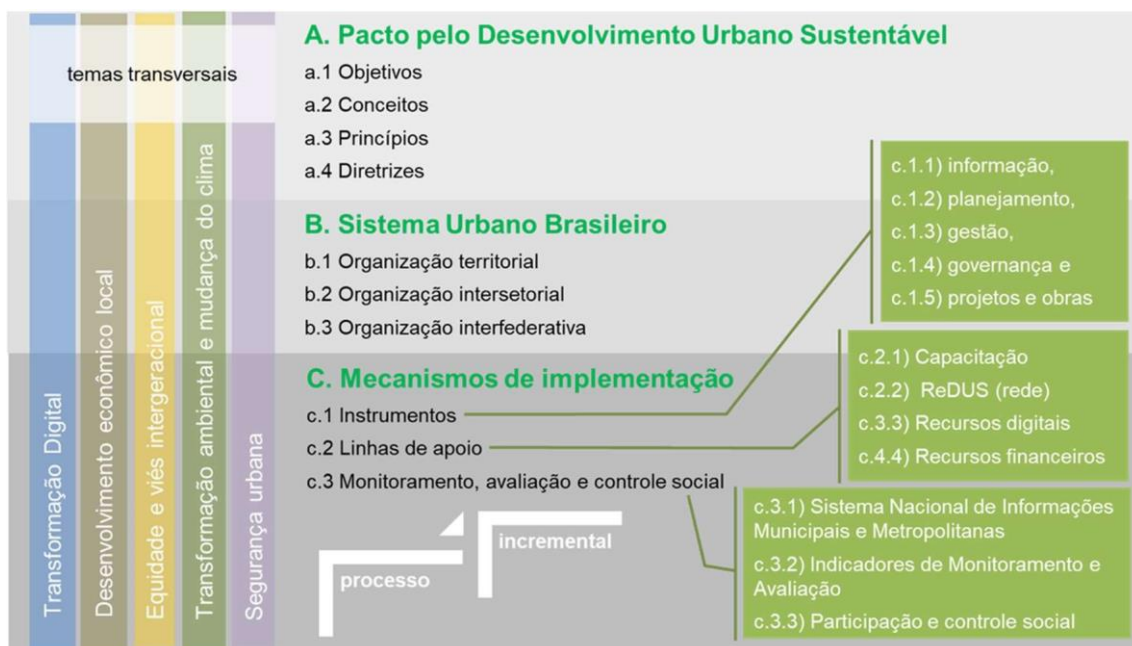 temas transversais
Transformação Digital
Desenvolvimento econômico local
Equidade e viés intergeracional
Transformação ambiental e mudança do clima
Segurança urbana
A. Pacto pelo Desenvolvimento Urbano Sustentável
a.1 Objetivos
a.2 Conceitos
a.3 Princípios
a.4 Diretrizes
B. Sistema Urbano Brasileiro
b.1 Organização territorial
b.2 Organização intersetorial
b.3 Organização interfederativa
C. Mecanismos de implementação
c.1 Instrumentos
c.2 Linhas de apoio
c.3 Monitoramento, avaliação e controle social
processo
incremental
c.1.1) informação,
c.1.2) planejamento,
c.1.3) gestão,
c.1.4) governança e
c.1.5) projetos e obras
c.2.1) Capacitação
c.2.2) ReDUS (rede)
c.3.3) Recursos digitais
c.4.4) Recursos financeiros
c.3.1) Sistema Nacional de Informações
Municipais e Metropolitanas
c.3.2) Indicadores de Monitoramento e
Avaliação
c.3.3) Participação e controle social